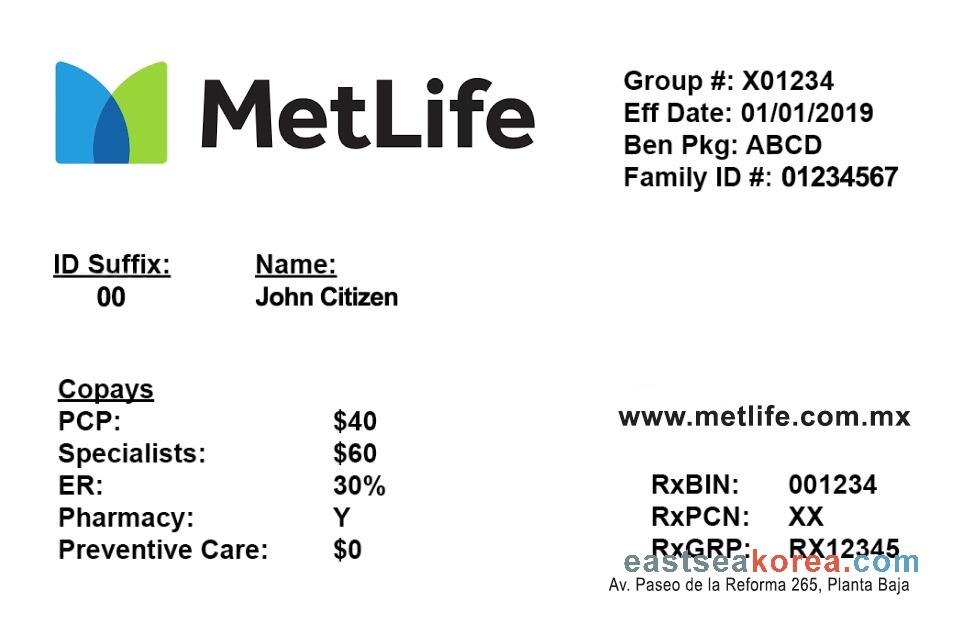 MetLife
Group #: X01234
Eff Date: 01/01/2019
Ben Pkg: ABCD
Family ID #: 01234567
ID Suffix: Name:
00 John Citizen
Copays
PCP: $40
Specialists: $60
ER: 30%
Pharmacy: Y
Preventive Care: $0
www.metlife.com.mx
RxBIN: 001234
RxPCN: XX
RxGRP: RX12345
eastseakorea.com
Av. Paseo de la Reforma 265, Planta Baja